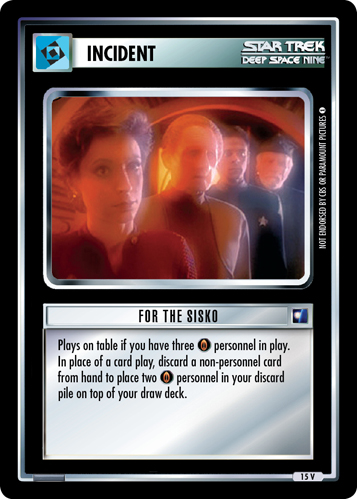 INCIDENT
STAR TREK
DEEP SPACE NINE
NOT ENDORSED BY CBS OR PARAMOUNT PICTURES
FOR THE SISKO
Plays on table if you have three personnel in play.
In place of a card play, discard a non-personnel card
from hand to place two personnel in your discard
pile on top of your draw deck.
15 V